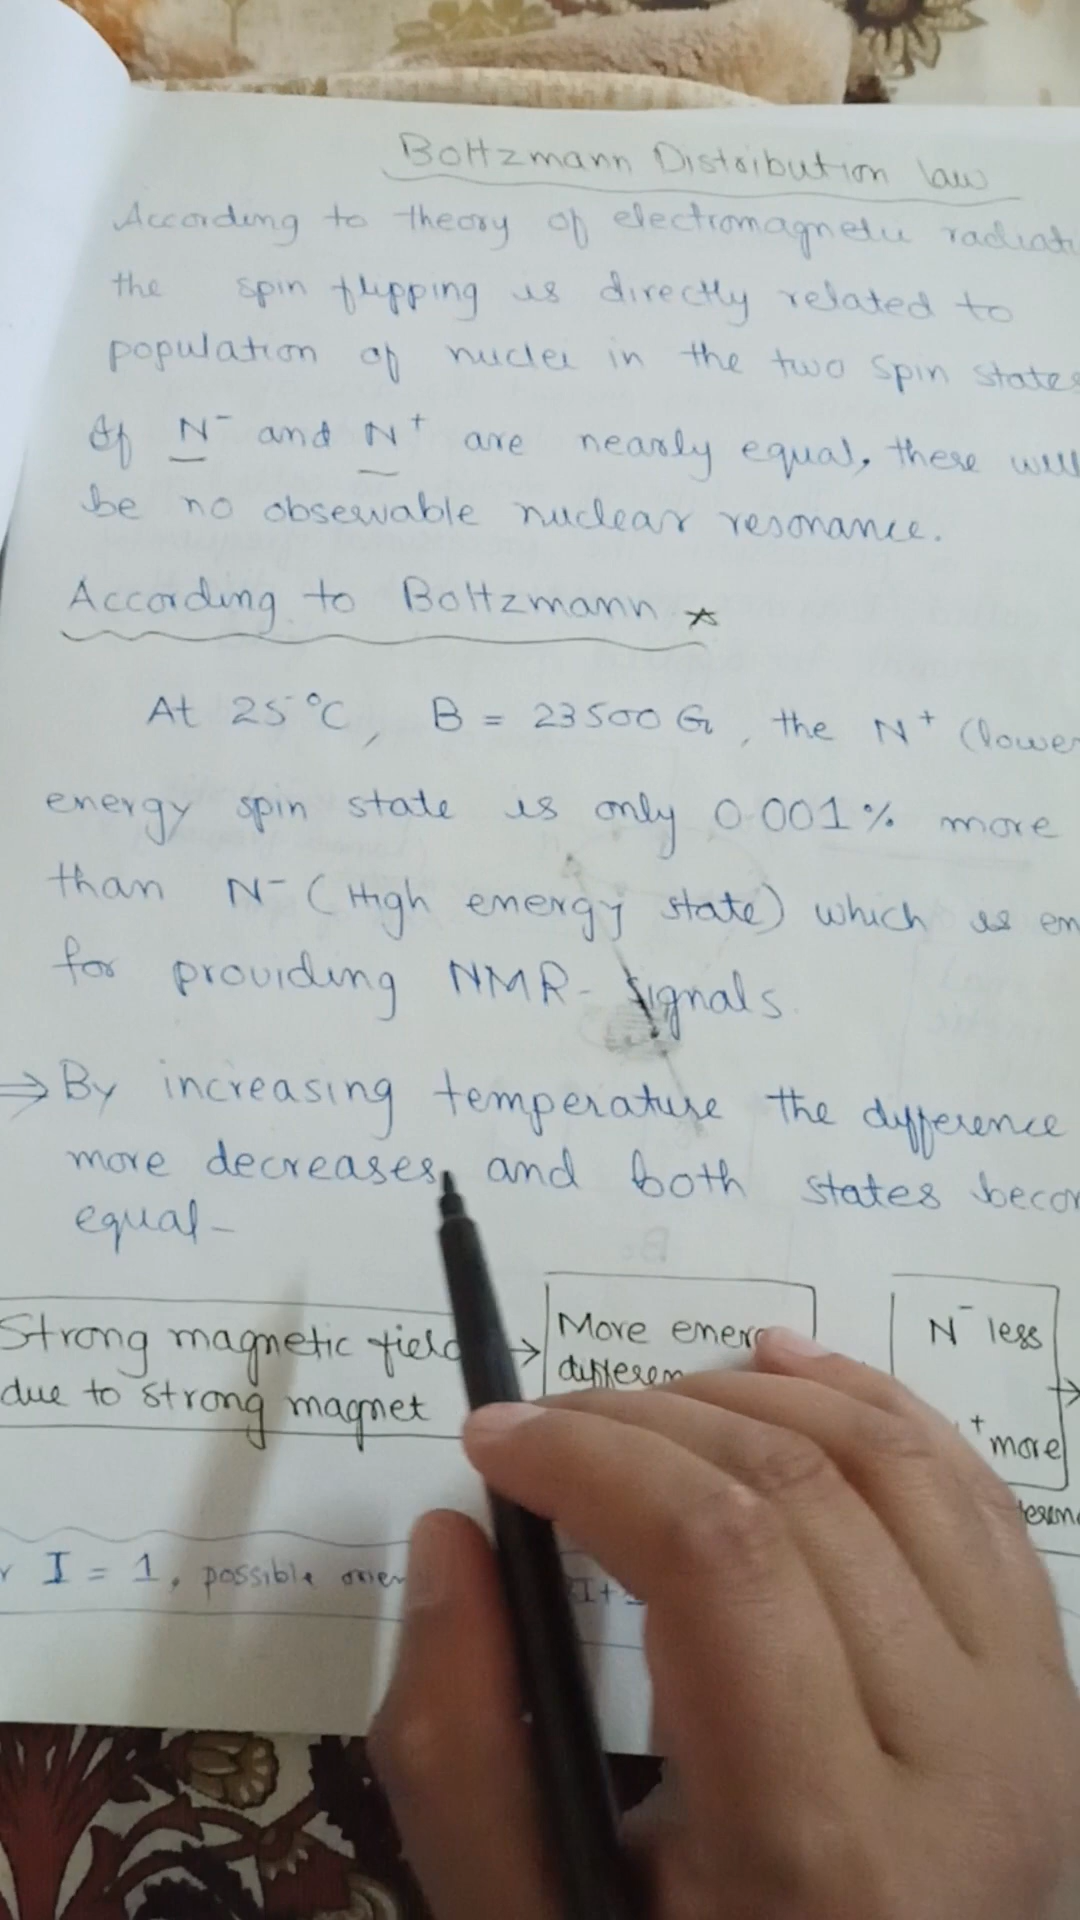 Boltzmann Distribution law
According to theory of electromagnetic
the spin flipping is directly related to
population of nuclei in the two spin states
If N⁻ and N⁺ are nearly equal, there will
be no observable nuclear resonance.
According to Boltzmann ☆
At 25°C, B = 23500 G, the N⁺ (lower
energy spin state is only 0.001% more
than N⁻ (High energy state) which is
for providing NMR- signals.
⇒ By increasing temperature the difference
more decreases and both states
equal-
Strong magnetic field
due to strong magnet
→
More
N⁻ less
⁺more
→
I = 1, possible